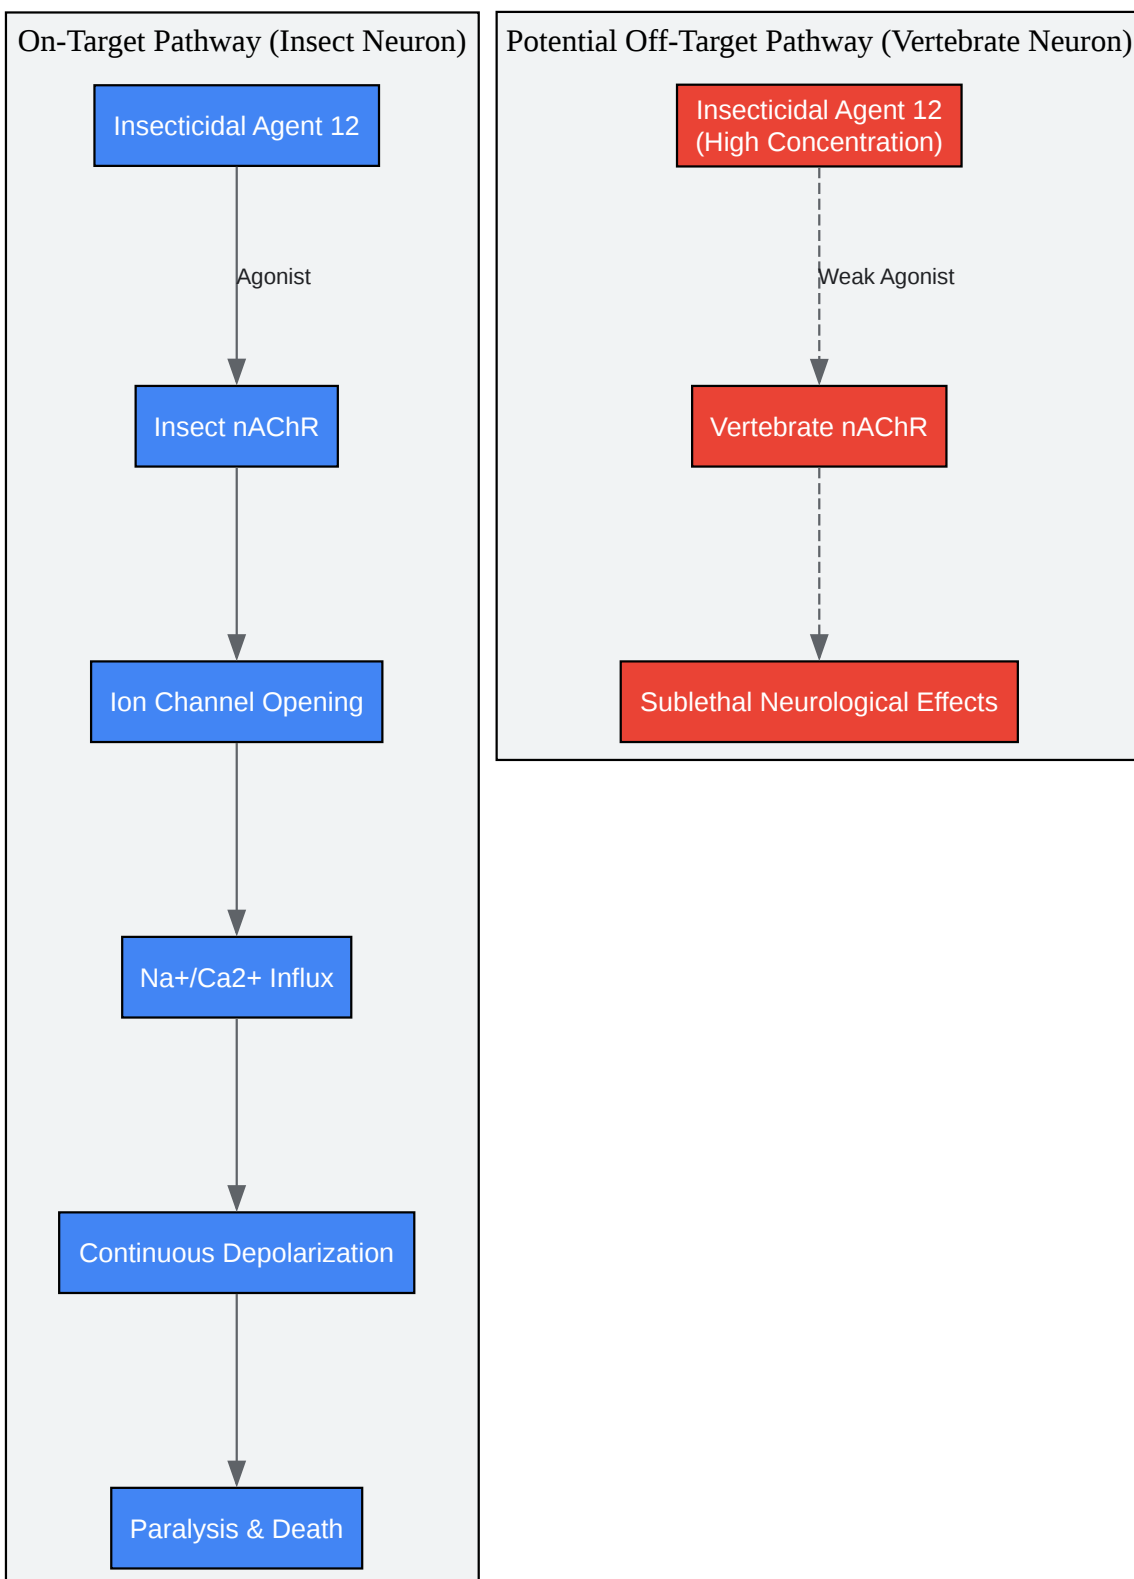 On-Target Pathway (Insect Neuron)
Insecticidal Agent 12
Agonist
Insect nAChR
Ion Channel Opening
Na+/Ca2+ Influx
Continuous Depolarization
Paralysis & Death
Potential Off-Target Pathway (Vertebrate Neuron)
Insecticidal Agent 12
(High Concentration)
Weak Agonist
Vertebrate nAChR
Sublethal Neurological Effects